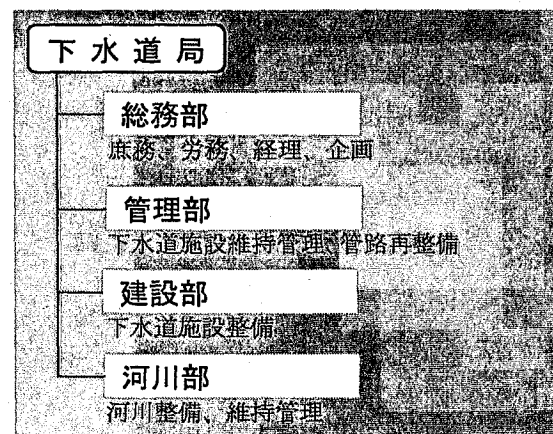 下水道局
総務部
庶務、労務、経理、企画
管理部
下水道施設維持管理、管路再整備
建設部
下水道施設整備
河川部
河川整備、維持管理